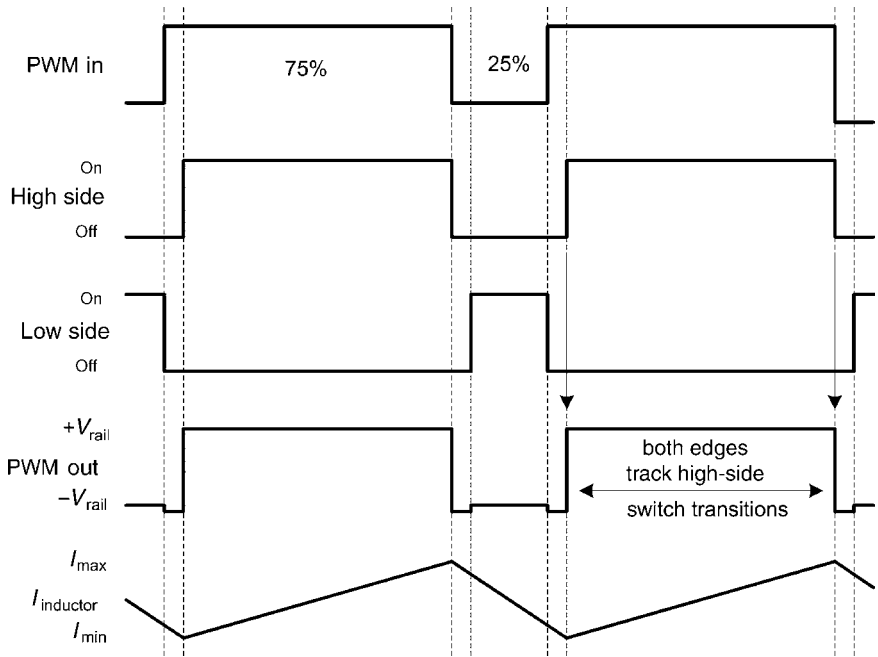 PWM in
75%
25%
On
High side
Off
On
Low side
Off
+Vrail
PWM out
−Vrail
both edges
track high-side
switch transitions
Imax
Iinductor
Imin